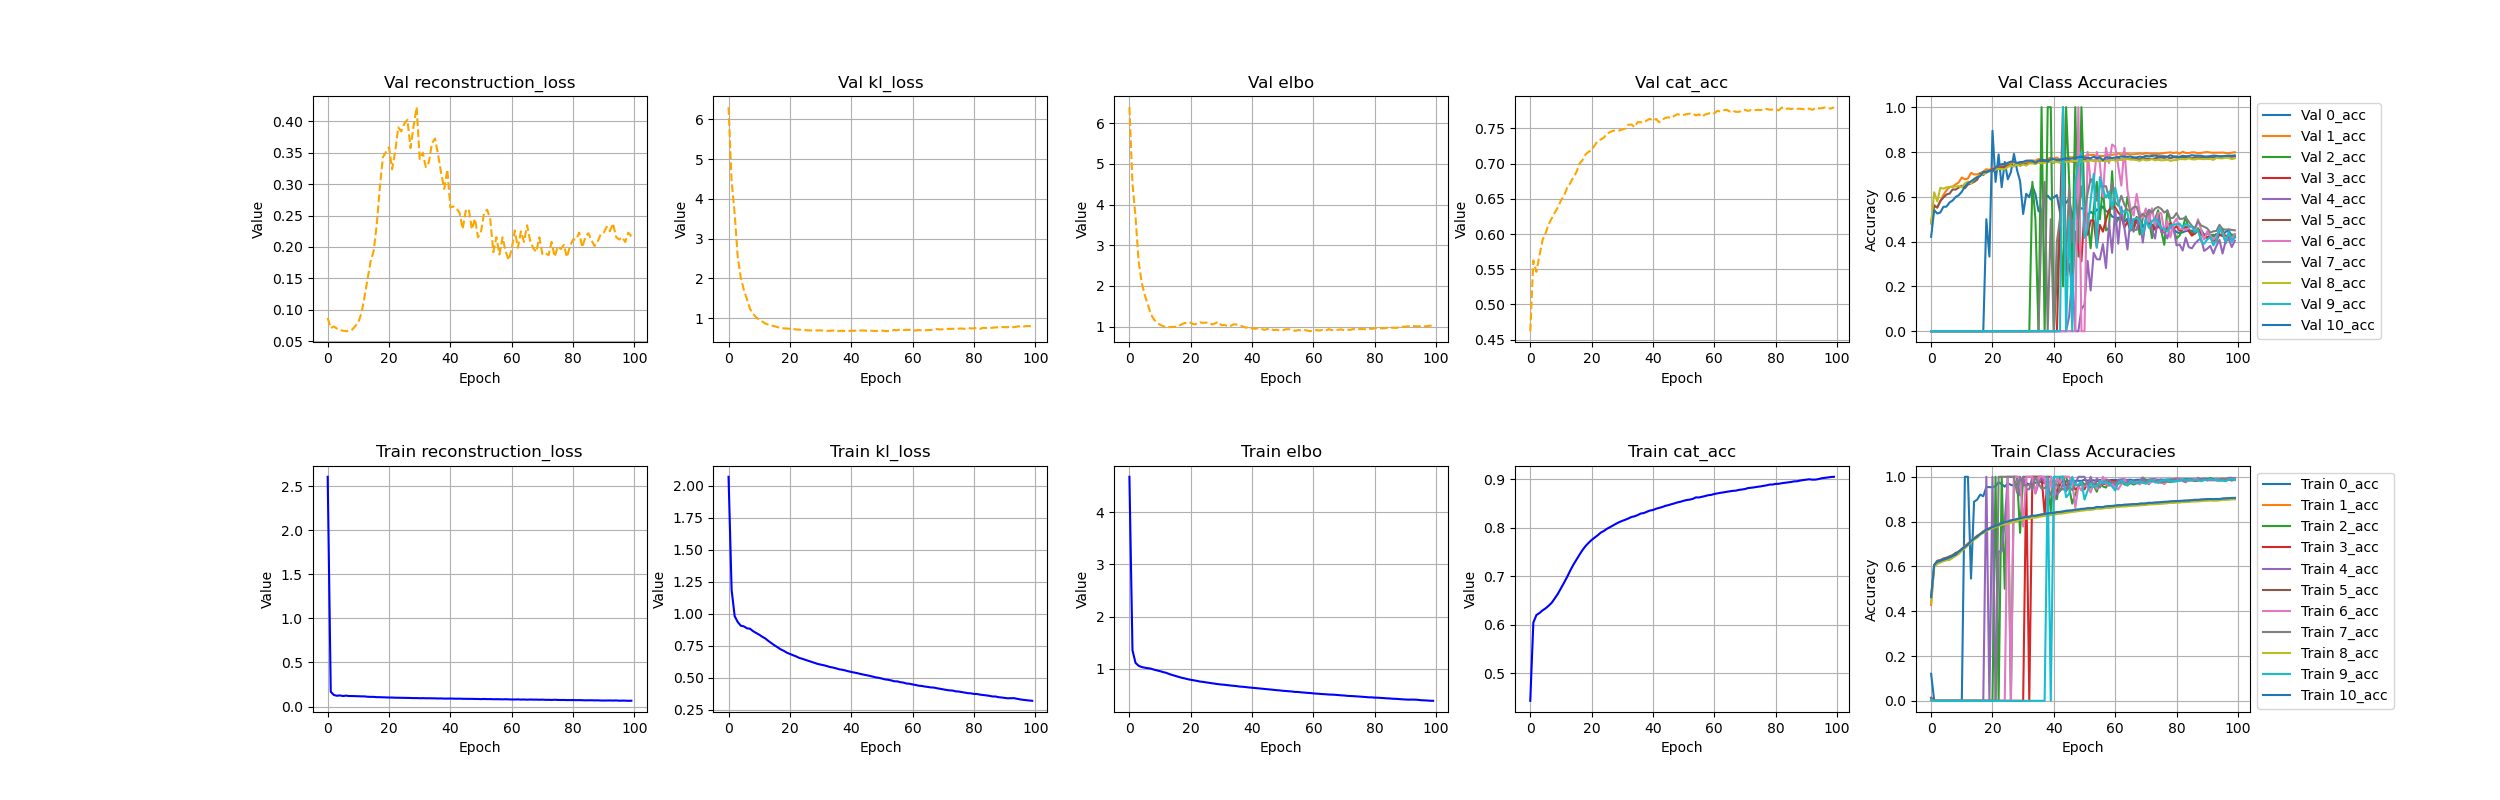 Val reconstruction_loss
Value
0.40
0.35
0.30
0.25
0.20
0.15
0.10
0.05
0 20 40 60 80 100
Epoch
Val kl_loss
Value
6
5
4
3
2
1
0 20 40 60 80 100
Epoch
Val elbo
Value
6
5
4
3
2
1
0 20 40 60 80 100
Epoch
Val cat_acc
Value
0.75
0.70
0.65
0.60
0.55
0.50
0.45
0 20 40 60 80 100
Epoch
Val Class Accuracies
Accuracy
1.0
0.8
0.6
0.4
0.2
0.0
0 20 40 60 80 100
Epoch
Val 0_acc
Val 1_acc
Val 2_acc
Val 3_acc
Val 4_acc
Val 5_acc
Val 6_acc
Val 7_acc
Val 8_acc
Val 9_acc
Val 10_acc
Train reconstruction_loss
Value
2.5
2.0
1.5
1.0
0.5
0.0
0 20 40 60 80 100
Epoch
Train kl_loss
Value
2.00
1.75
1.50
1.25
1.00
0.75
0.50
0.25
0 20 40 60 80 100
Epoch
Train elbo
Value
4
3
2
1
0 20 40 60 80 100
Epoch
Train cat_acc
Value
0.9
0.8
0.7
0.6
0.5
0 20 40 60 80 100
Epoch
Train Class Accuracies
Accuracy
1.0
0.8
0.6
0.4
0.2
0.0
0 20 40 60 80 100
Epoch
Train 0_acc
Train 1_acc
Train 2_acc
Train 3_acc
Train 4_acc
Train 5_acc
Train 6_acc
Train 7_acc
Train 8_acc
Train 9_acc
Train 10_acc